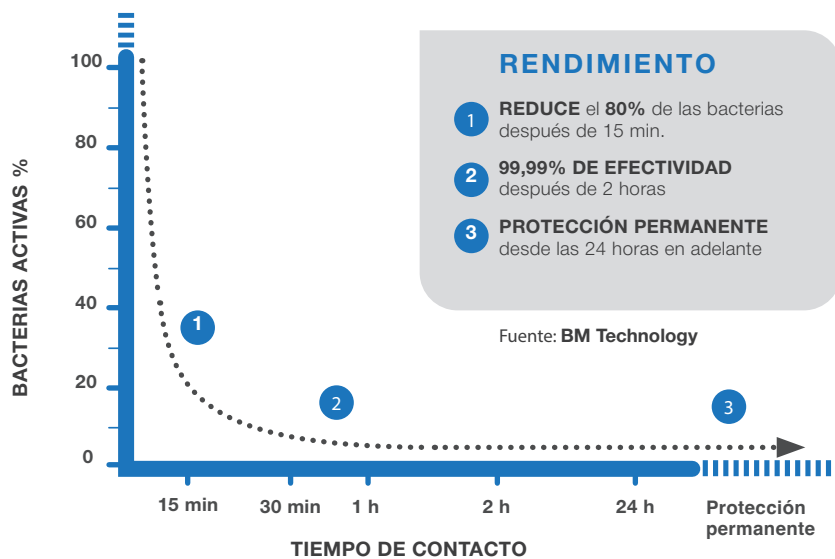 BACTERIAS ACTIVAS %
100
80
60
40
20
0
1
2
3
RENDIMIENTO
1 REDUCE el 80% de las bacterias
después de 15 min.
2 99,99% DE EFECTIVIDAD
después de 2 horas
3 PROTECCIÓN PERMANENTE
desde las 24 horas en adelante
Fuente: BM Technology
15 min
30 min
1 h
2 h
24 h
Protección
permanente
TIEMPO DE CONTACTO